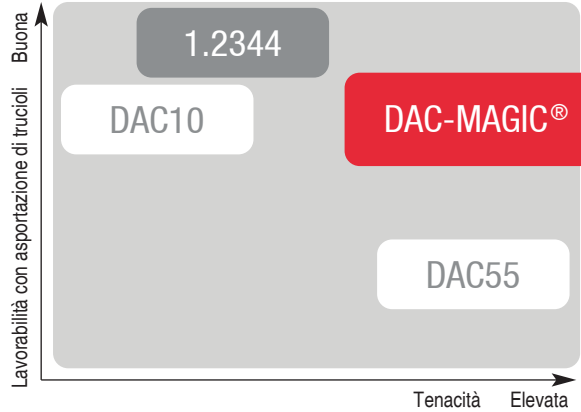 Lavorabilità con asportazione di trucioli Buona
1.2344
DAC10
DAC-MAGIC®
DAC55
Tenacità Elevata